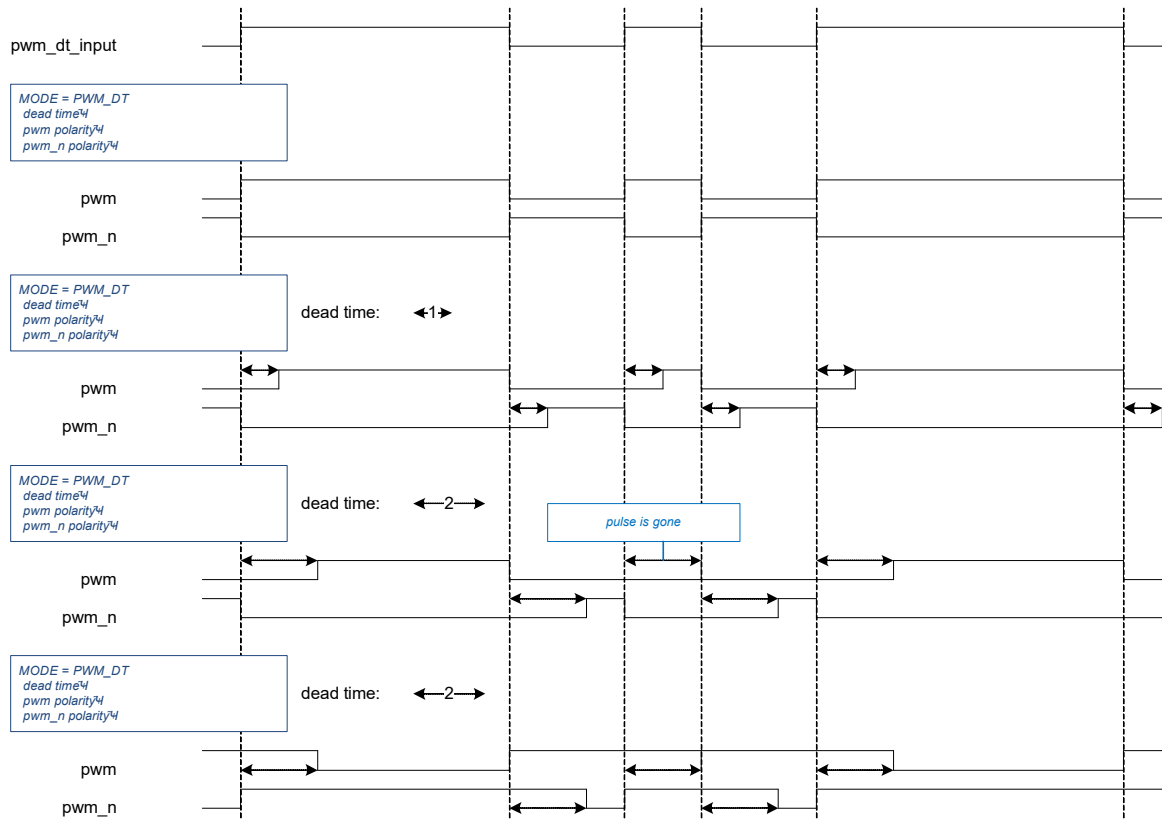 pwm_dt_input
MODE = PWM_DT
dead time
pwm polarity
pwm_n polarity
pwm
pwm_n
MODE = PWM_DT
dead time
pwm polarity
pwm_n polarity
dead time:
1
pwm
pwm_n
MODE = PWM_DT
dead time
pwm polarity
pwm_n polarity
dead time:
2
pulse is gone
pwm
pwm_n
MODE = PWM_DT
dead time
pwm polarity
pwm_n polarity
dead time:
2
pwm
pwm_n